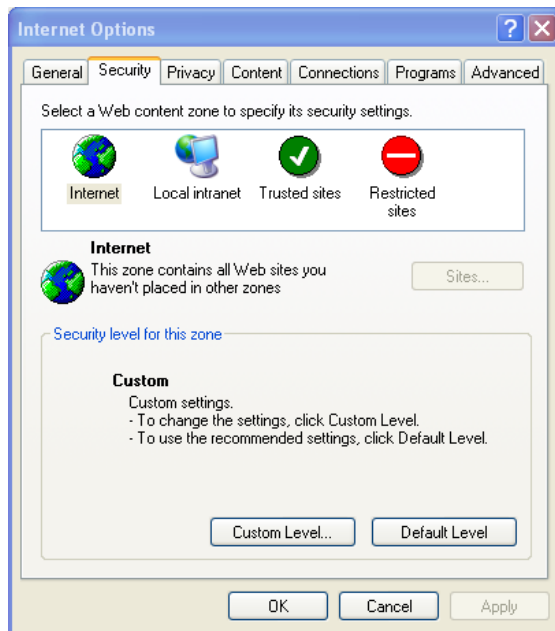 Internet Options
General Security Privacy Content Connections Programs Advanced
Select a Web content zone to specify its security settings.
Internet Local intranet Trusted sites Restricted
sites
Internet
This zone contains all Web sites you
haven't placed in other zones
Sites...
Security level for this zone
Custom
Custom settings.
- To change the settings, click Custom Level.
- To use the recommended settings, click Default Level.
Custom Level... Default Level
OK Cancel Apply